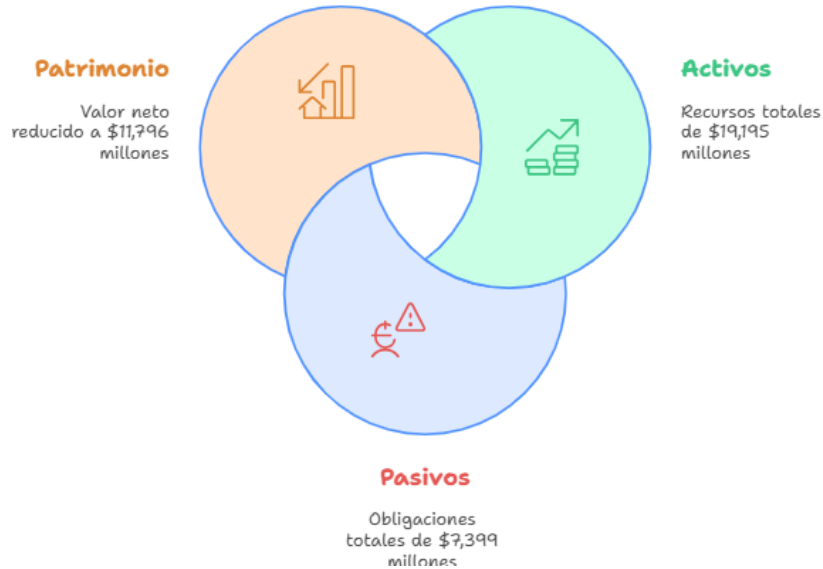 Patrimonio
Valor neto
reducido a $11,796
millones
Activos
Recursos totales
de $19,195
millones
Pasivos
Obligaciones
totales de $7,399
millones